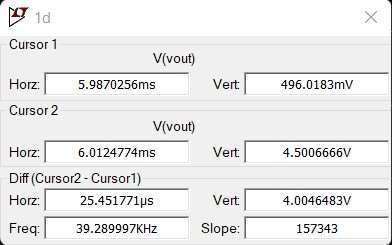 1d
Cursor 1
V(vout)
Horz: 5.9870256ms Vert: 496.0183mV
Cursor 2
V(vout)
Horz: 6.0124774ms Vert: 4.5006666V
Diff (Cursor2 - Cursor1)
Horz: 25.451771µs Vert: 4.0046483V
Freq: 39.289997KHz Slope: 157343